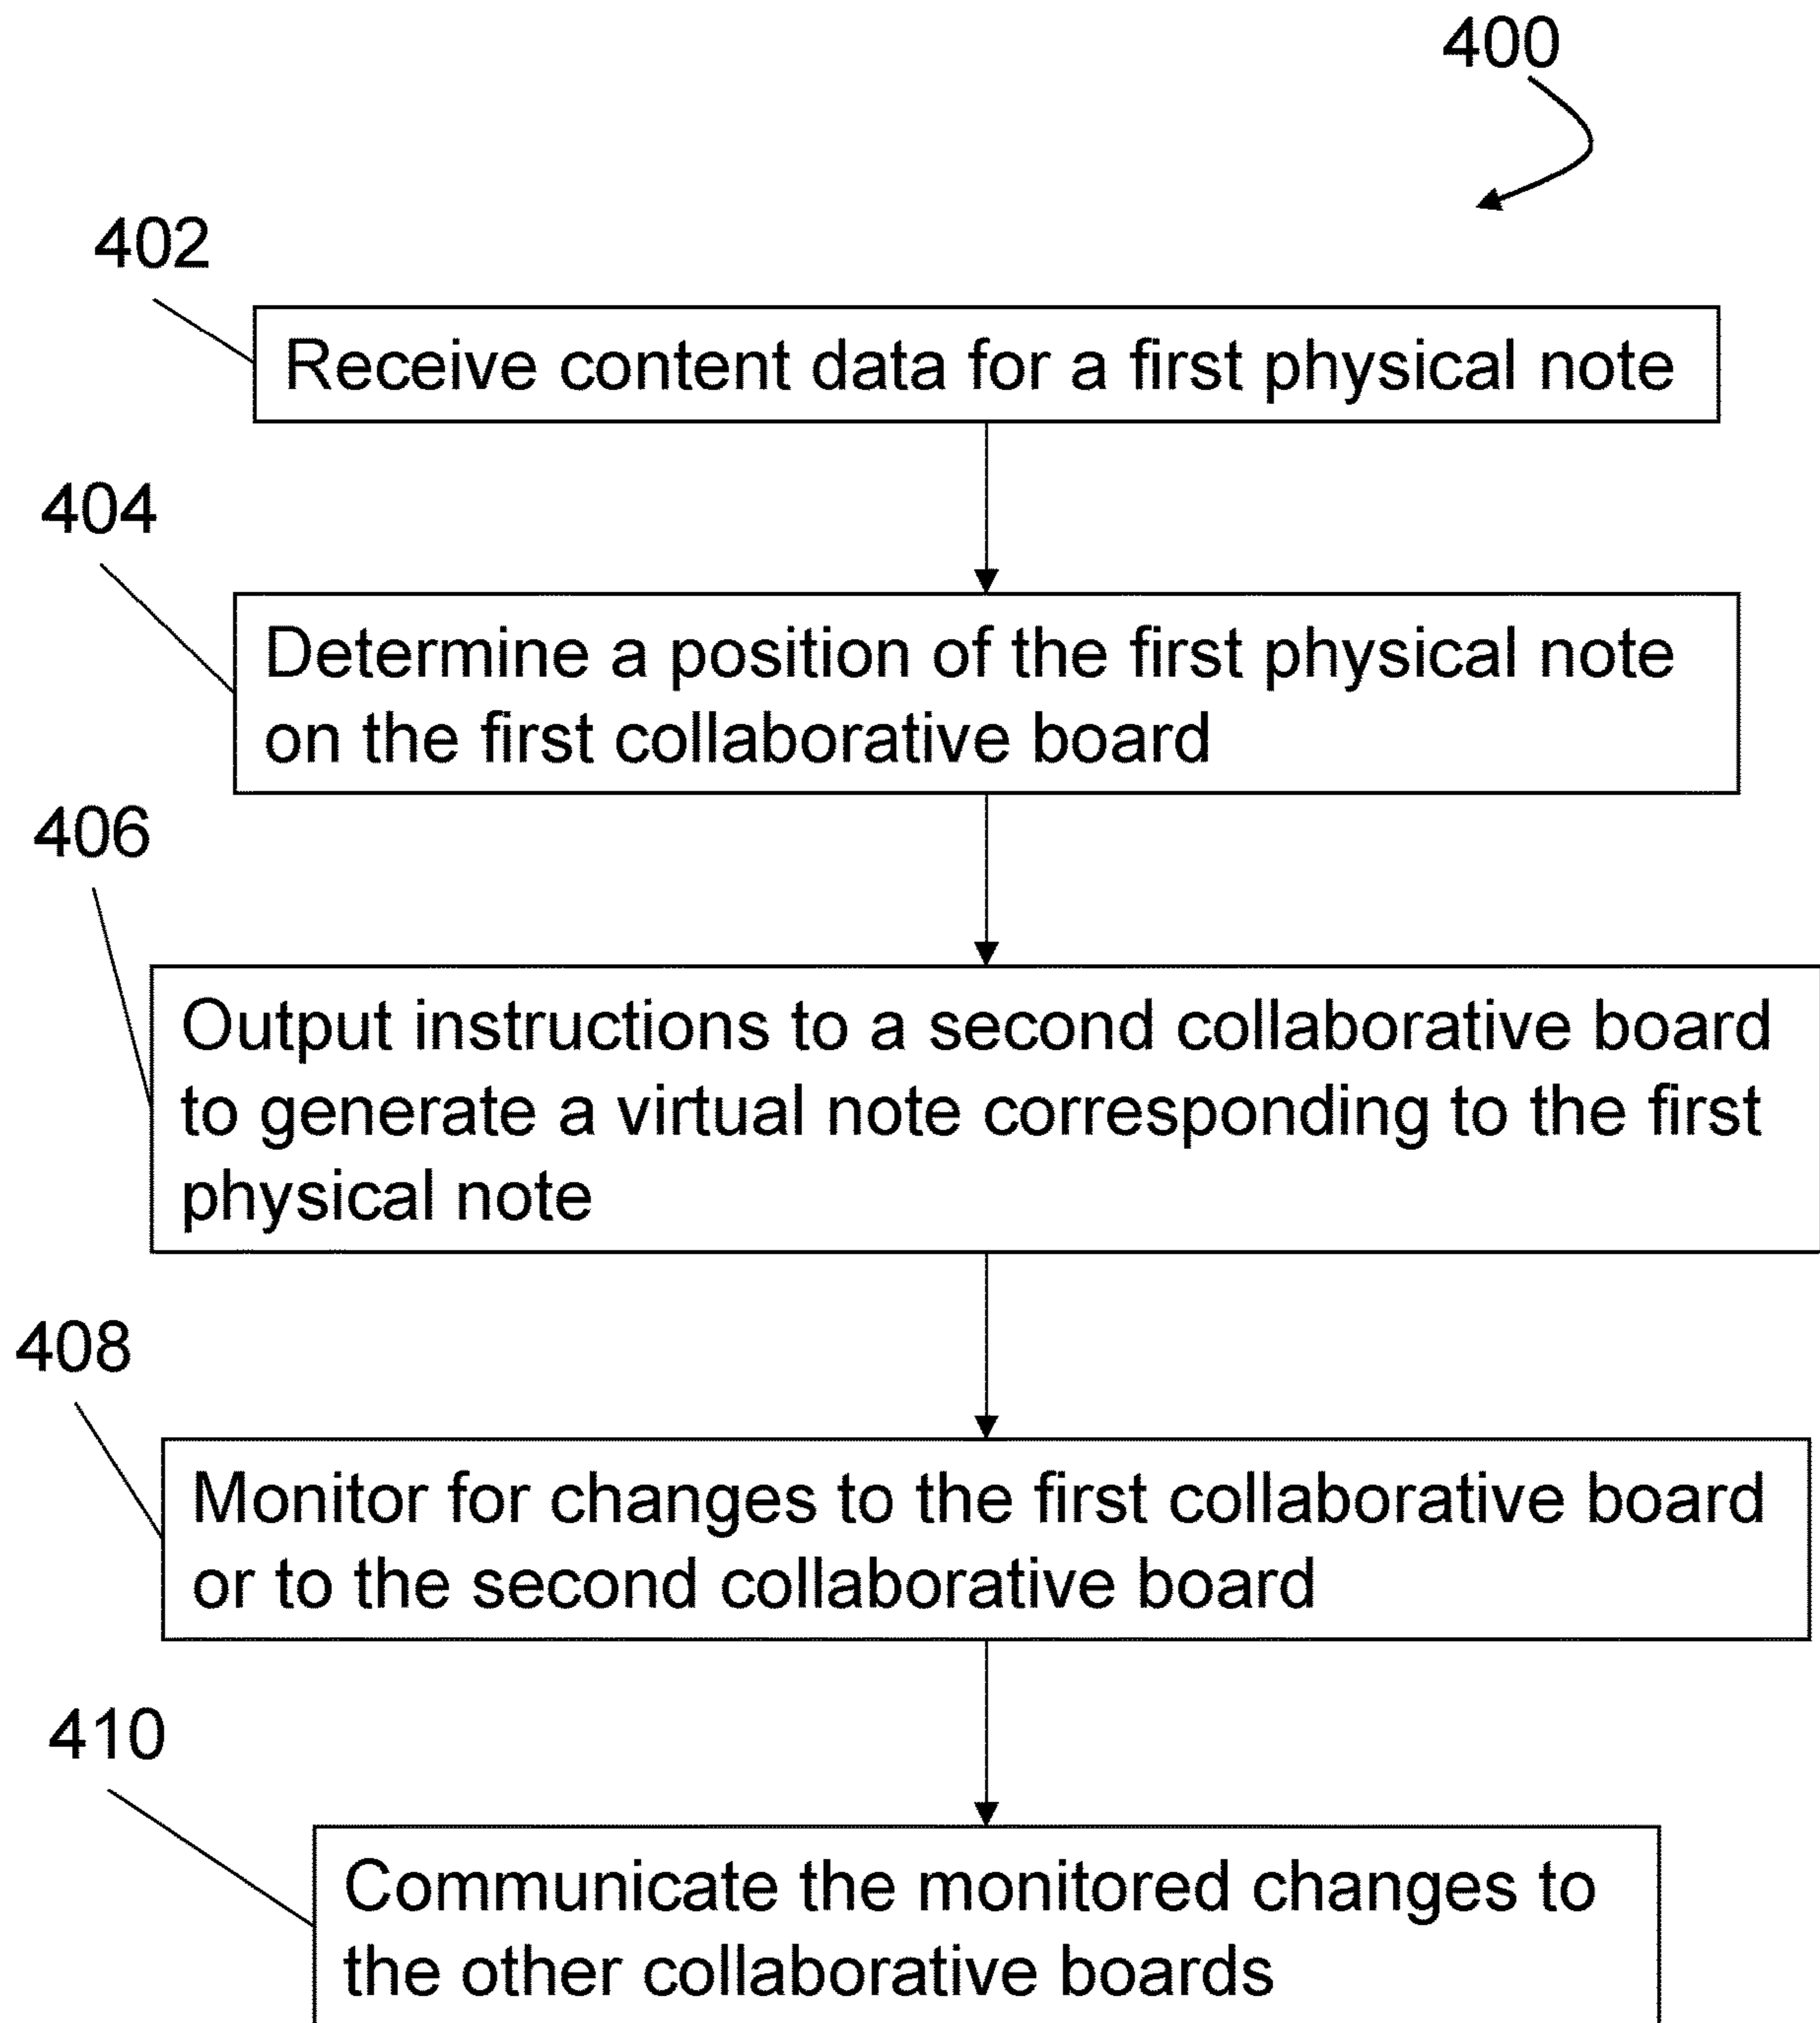 400
402
Receive content data for a first physical note
404
Determine a position of the first physical note
on the first collaborative board
406
Output instructions to a second collaborative board
to generate a virtual note corresponding to the first
physical note
408
Monitor for changes to the first collaborative board
or to the second collaborative board
410
Communicate the monitored changes to
the other collaborative boards